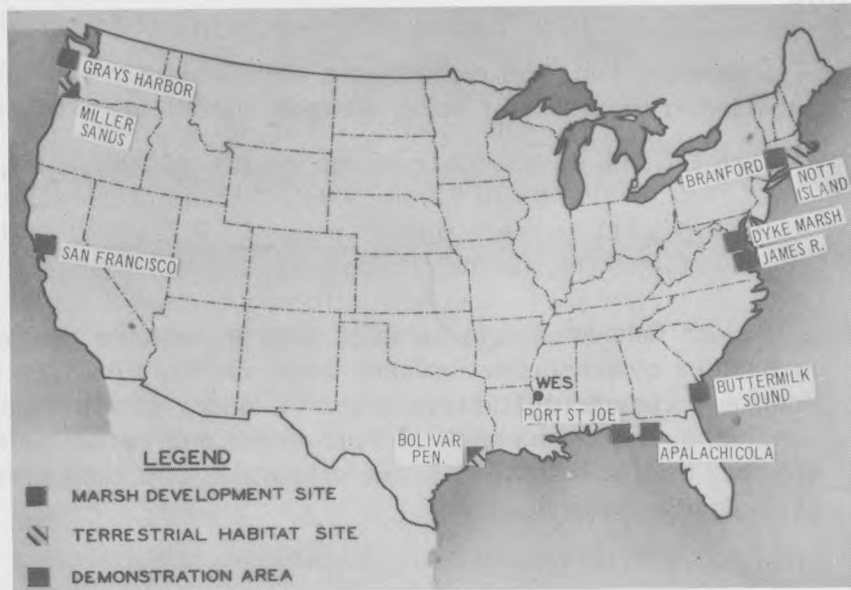 GRAYS HARBOR
MILLER
SANDS
SAN FRANCISCO
BRANFORD
NOTT
ISLAND
DYKE MARSH
JAMES R.
BUTTERMILK
SOUND
WES
PORT ST JOE
APALACHICOLA
BOLIVAR
PEN.
LEGEND
MARSH DEVELOPMENT SITE
TERRESTRIAL HABITAT SITE
DEMONSTRATION AREA